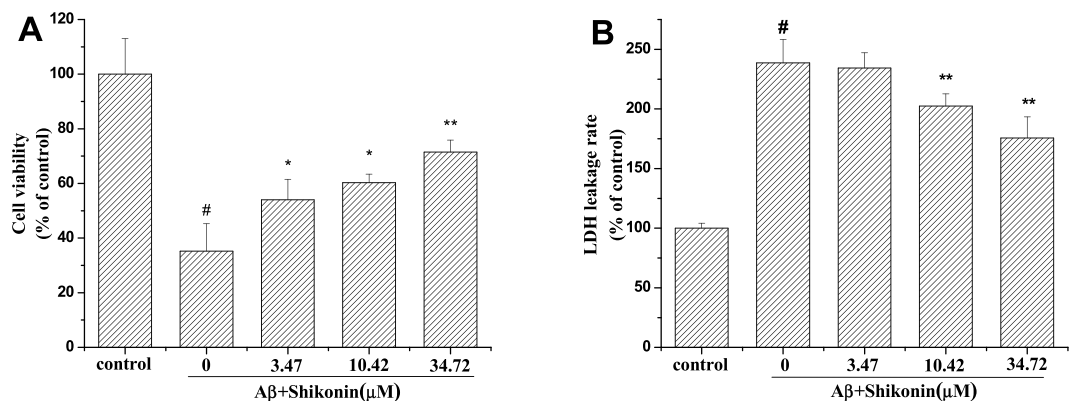 A
Cell viability
(% of control)
120
100
80
60
40
20
0
#
*
*
**
control
0
3.47
10.42
34.72
Aβ+Shikonin(μM)
B
LDH leakage rate
(% of control)
250
200
150
100
50
0
#
**
**
control
0
3.47
10.42
34.72
Aβ+Shikonin(μM)